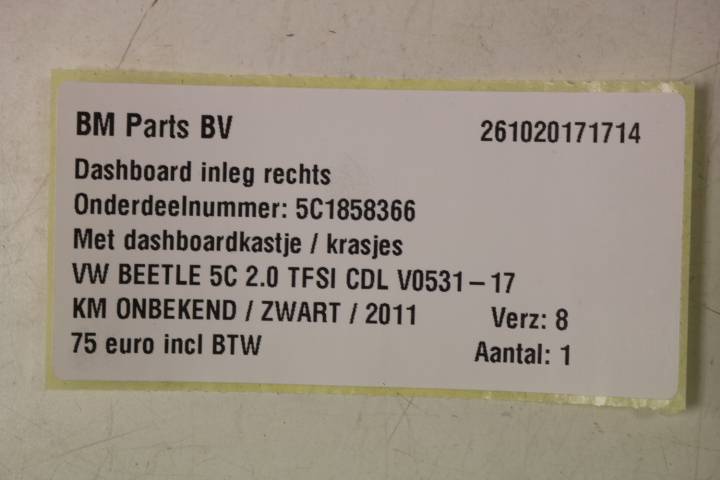 BM Parts BV 261020171714
Dashboard inleg rechts
Onderdeelnummer: 5C1858366
Met dashboardkastje / krasjes
VW BEETLE 5C 2.0 TFSI CDL V0531 – 17
KM ONBEKEND / ZWART / 2011 Verz: 8
75 euro incl BTW Aantal: 1